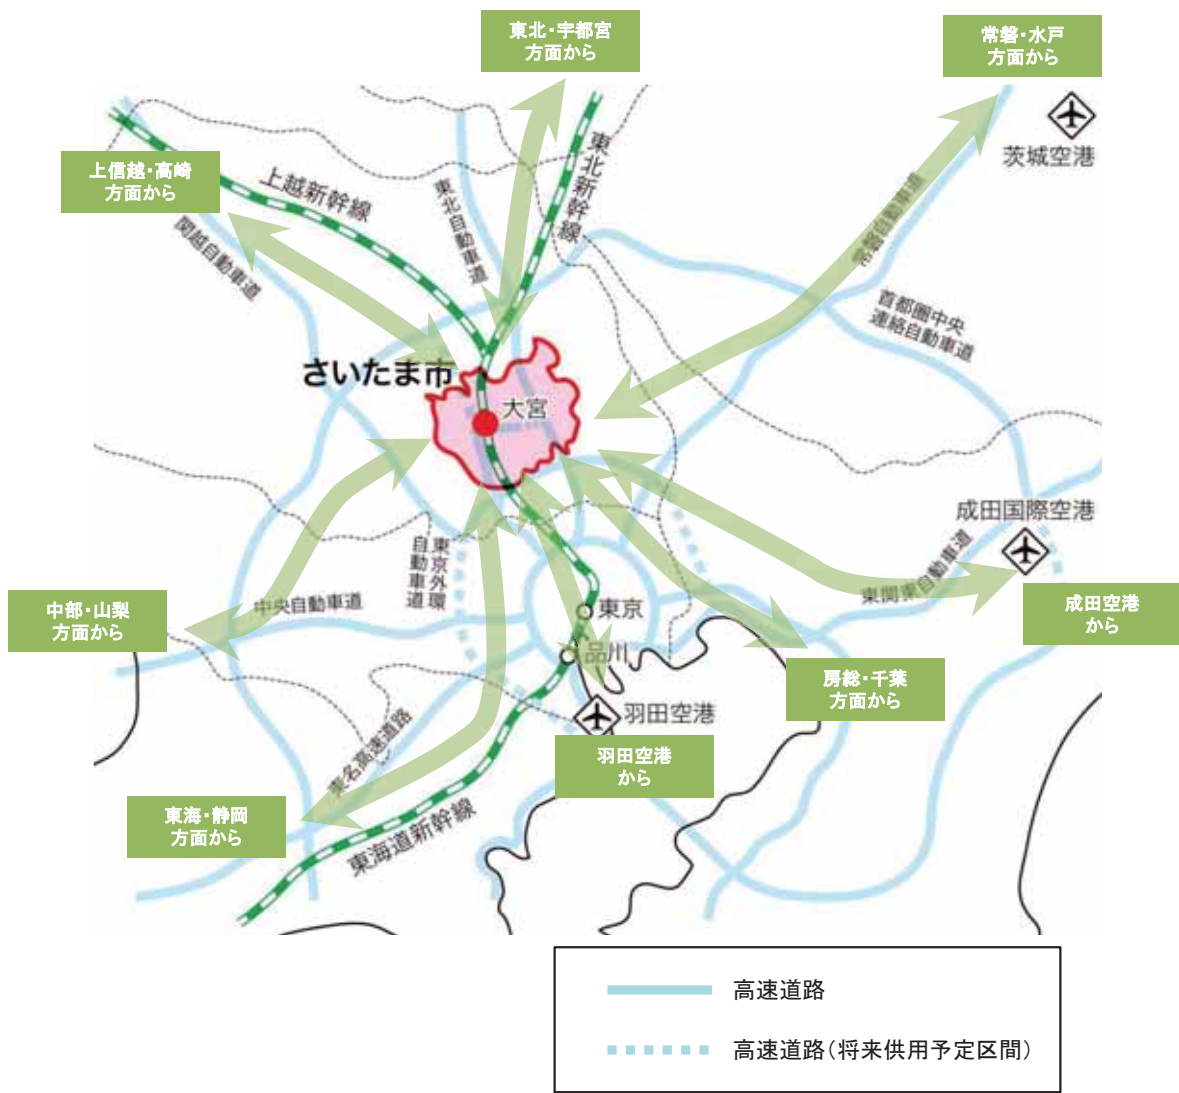 東北・宇都宮
方面から
常磐・水戸
方面から
茨城空港
上信越・高崎
方面から
上越新幹線
東北自動車道
東北新幹線
関越自動車道
常磐自動車道
首都圏中央
連絡自動車道
さいたま市
大宮
成田国際空港
東関東自動車道
東京外環
自動車道
中央自動車道
中部・山梨
方面から
東京
品川
成田空港
から
房総・千葉
方面から
羽田空港
羽田空港
から
東名高速道路
東海・静岡
方面から
東海道新幹線
高速道路
高速道路（将来供用予定区間）